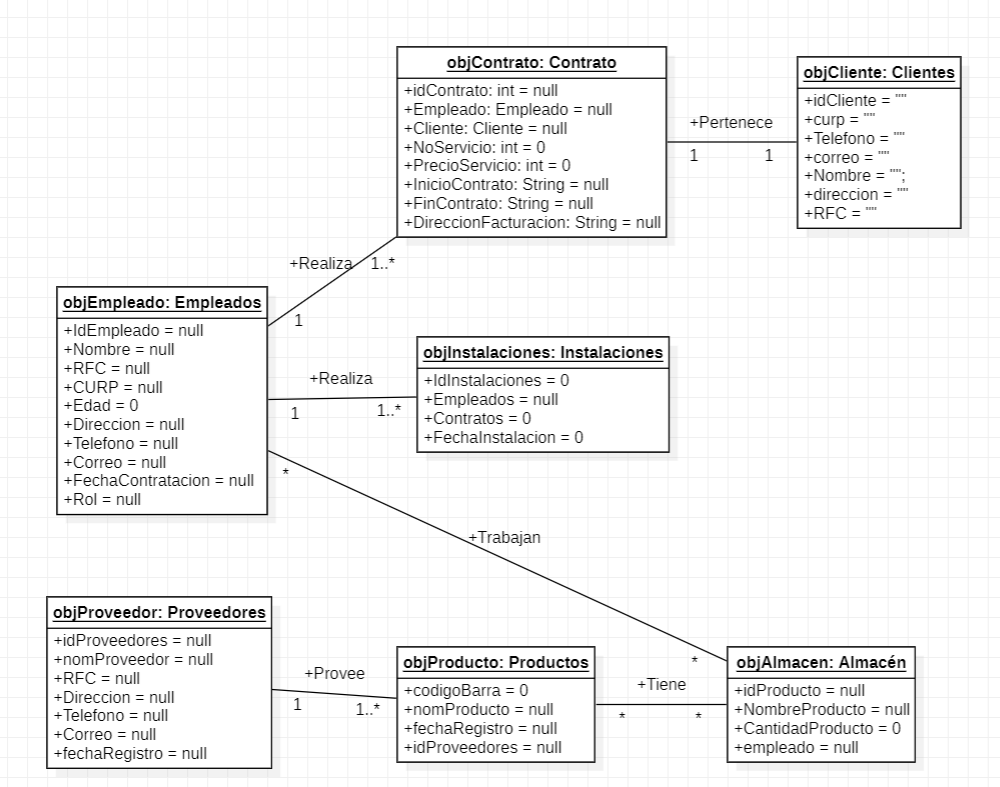 objContrato: Contrato
+idContrato: int = null
+Empleado: Empleado = null
+Cliente: Cliente = null
+NoServicio: int = 0
+PrecioServicio: int = 0
+InicioContrato: String = null
+FinContrato: String = null
+DireccionFacturacion: String = null
+Pertenece
1
1
objCliente: Clientes
+idCliente = ""
+curp = ""
+Telefono = ""
+correo = ""
+Nombre = "";
+direccion = ""
+RFC = ""
+Realiza
1..*
1
objEmpleado: Empleados
+IdEmpleado = null
+Nombre = null
+RFC = null
+CURP = null
+Edad = 0
+Direccion = null
+Telefono = null
+Correo = null
+FechaContratacion = null
+Rol = null
+Realiza
1
1..*
objInstalaciones: Instalaciones
+IdInstalaciones = 0
+Empleados = null
+Contratos = 0
+FechaInstalacion = 0
*
+Trabajan
*
objProveedor: Proveedores
+idProveedores = null
+nomProveedor = null
+RFC = null
+Direccion = null
+Telefono = null
+Correo = null
+fechaRegistro = null
+Provee
1
1..*
objProducto: Productos
+codigoBarra = 0
+nomProducto = null
+fechaRegistro = null
+idProveedores = null
+Tiene
*
*
objAlmacen: Almacén
+idProducto = null
+NombreProducto = null
+CantidadProducto = 0
+empleado = null